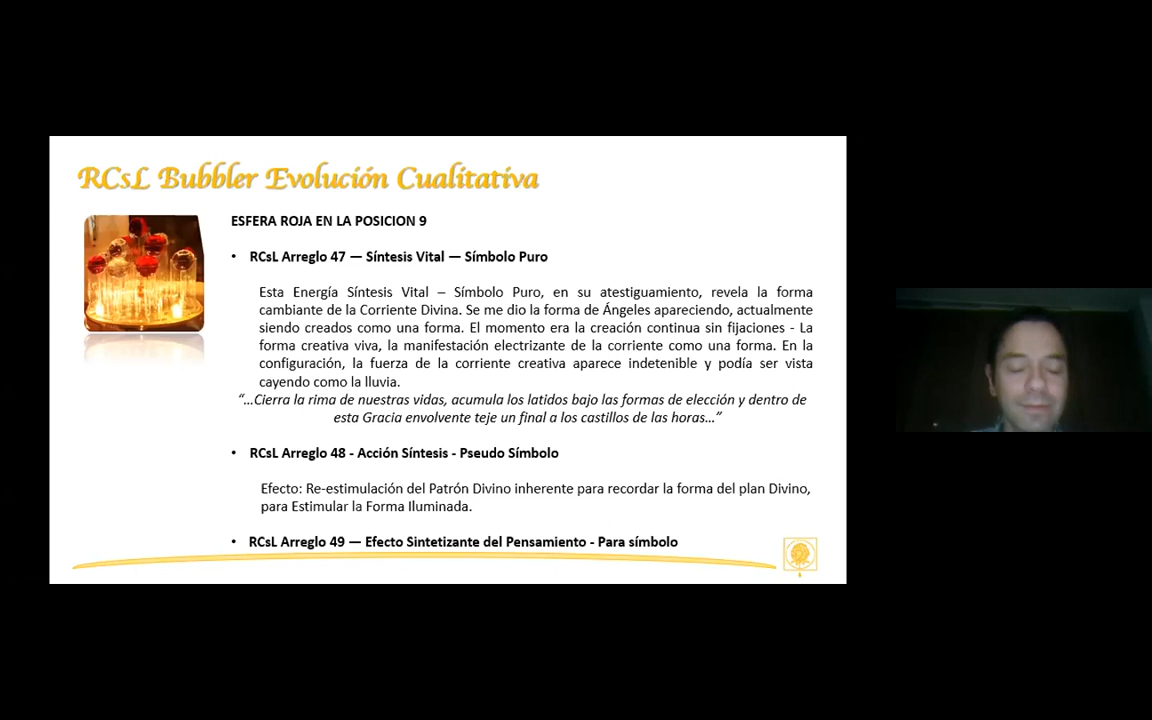 RCsL Bubbler Evolución Cualitativa
ESFERA ROJA EN LA POSICION 9
• RCsL Arreglo 47 — Síntesis Vital — Símbolo Puro
Esta Energía Síntesis Vital – Símbolo Puro, en su atestiguamiento, revela la forma
cambiante de la Corriente Divina. Se me dio la forma de Ángeles apareciendo, actualmente
siendo creados como una forma. El momento era la creación continua sin fijaciones - La
forma creativa viva, la manifestación electrizante de la corriente como una forma. En la
configuración, la fuerza de la corriente creativa aparece indetenible y podía ser vista
cayendo como la lluvia.
“…Cierra la rima de nuestras vidas, acumula los latidos bajo las formas de elección y dentro de
esta Gracia envolvente teje un final a los castillos de las horas…”
• RCsL Arreglo 48 - Acción Síntesis - Pseudo Símbolo
Efecto: Re-estimulación del Patrón Divino inherente para recordar la forma del plan Divino,
para Estimular la Forma Iluminada.
• RCsL Arreglo 49 — Efecto Sintetizante del Pensamiento - Para símbolo